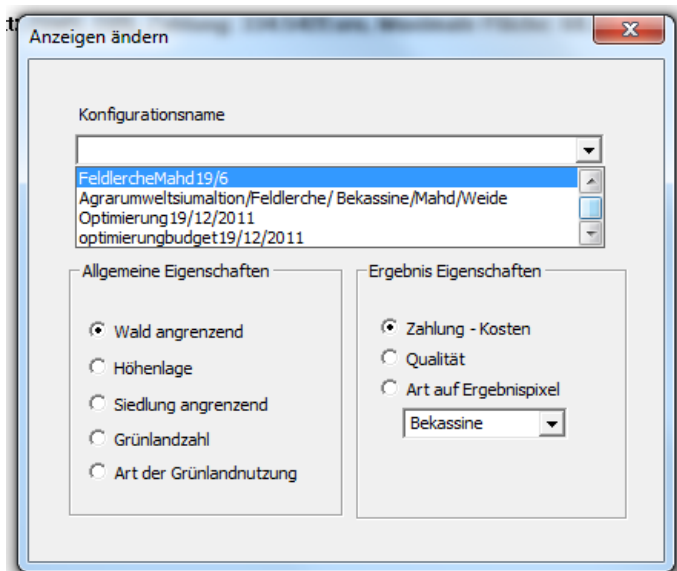 Anzeigen ändern
Konfigurationsname
FeldlercheMahd19/6
Agrarumweltsiumaltion/Feldlerche/ Bekassine/Mahd/Weide
Optimierung19/12/2011
optimierungbudget19/12/2011
Allgemeine Eigenschaften
Wald angrenzend
Höhenlage
Siedlung angrenzend
Grünlandzahl
Art der Grünlandnutzung
Ergebnis Eigenschaften
Zahlung - Kosten
Qualität
Art auf Ergebnispixel
Bekassine